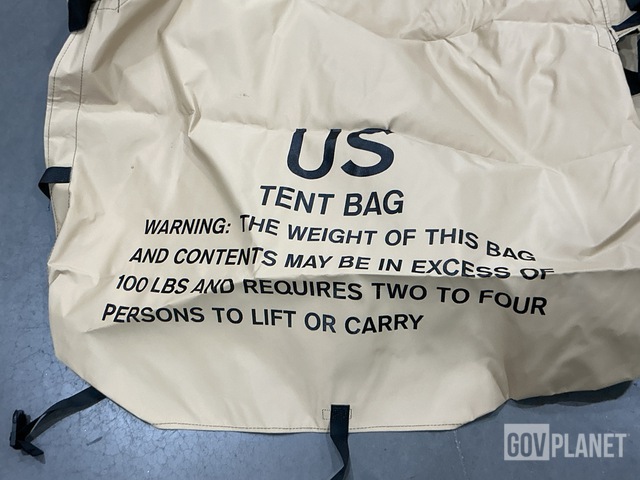 US
TENT BAG
WARNING: THE WEIGHT OF THIS BAG
AND CONTENTS MAY BE IN EXCESS OF
100 LBS AND REQUIRES TWO TO FOUR
PERSONS TO LIFT OR CARRY
GOVPLANET